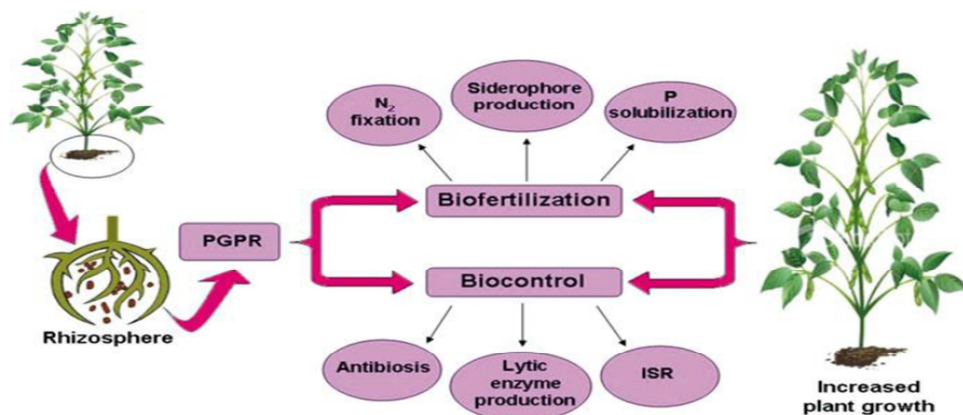 N₂
fixation
Siderophore
production
P
solubilization
Biofertilization
PGPR
Biocontrol
Rhizosphere
Antibiosis
Lytic
enzyme
production
ISR
Increased
plant growth